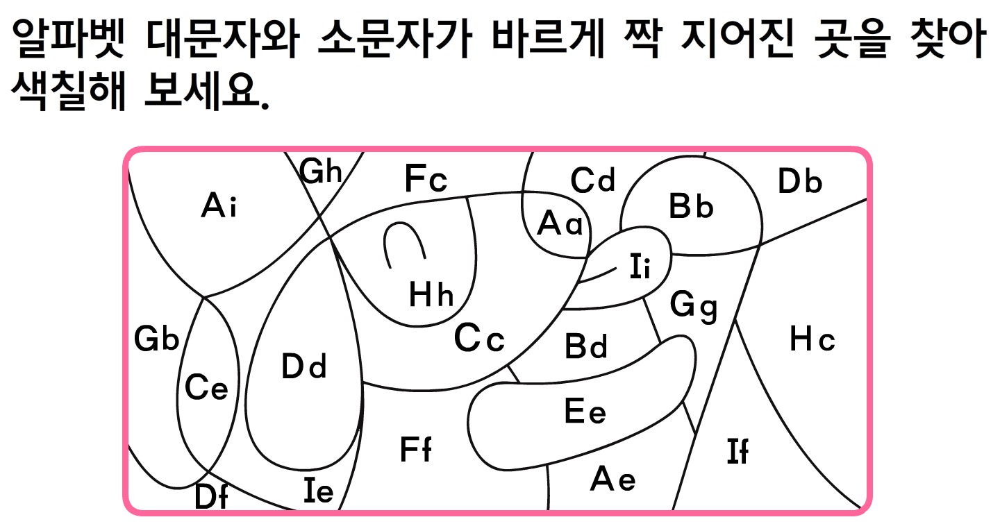 알파벳 대문자와 소문자가 바르게 짝 지어진 곳을 찾아
색칠해 보세요.
Gh
Fc
Cd
Db
Ai
Bb
Aa
Ii
Hh
Gg
Gb
Cc
Bd
Hc
Dd
Ce
Ee
Ff
If
Ae
Ie
Df